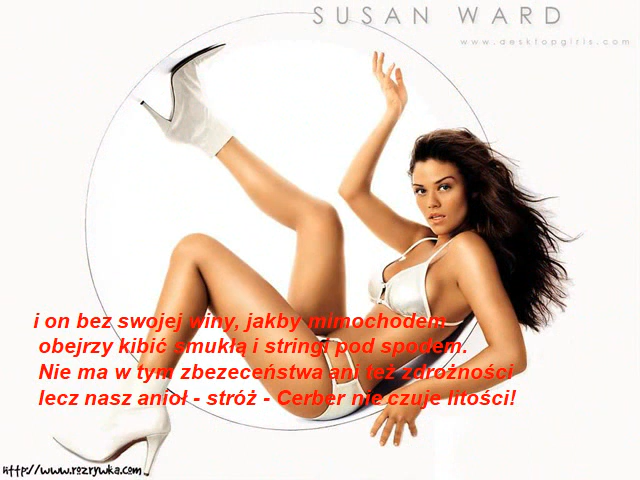 SUSAN WARD
www.desktopgirls.com
i on bez swojej winy, jakby mimochodem
obejrzy kibić smukłą i stringi pod spodem.
Nie ma w tym zbezeceństwa ani też zdrożności
lecz nasz anioł - stróż - Cerber nie czuje litości!
http://www.rozrywka.com